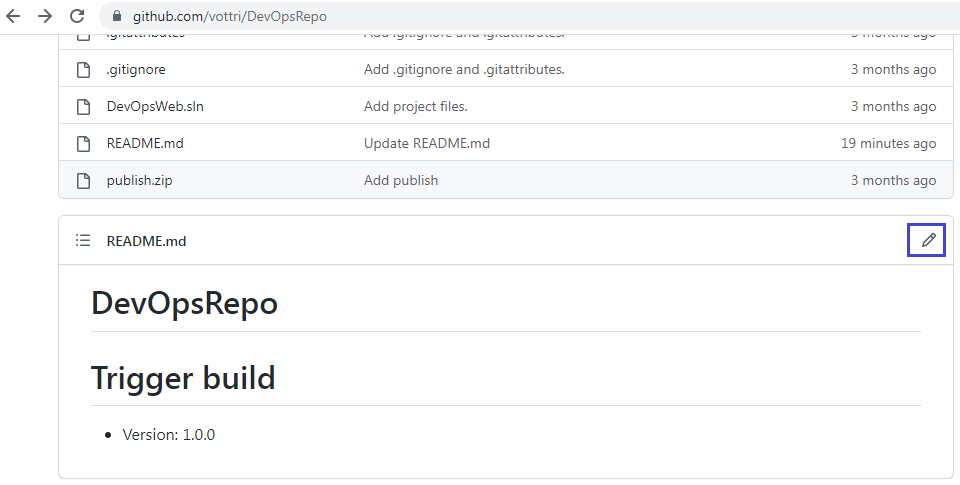 github.com/vottri/DevOpsRepo
.gitattributes Add .gitignore and .gitattributes. 3 months ago
.gitignore Add .gitignore and .gitattributes. 3 months ago
DevOpsWeb.sln Add project files. 3 months ago
README.md Update README.md 19 minutes ago
publish.zip Add publish 3 months ago
README.md
DevOpsRepo
Trigger build
• Version: 1.0.0